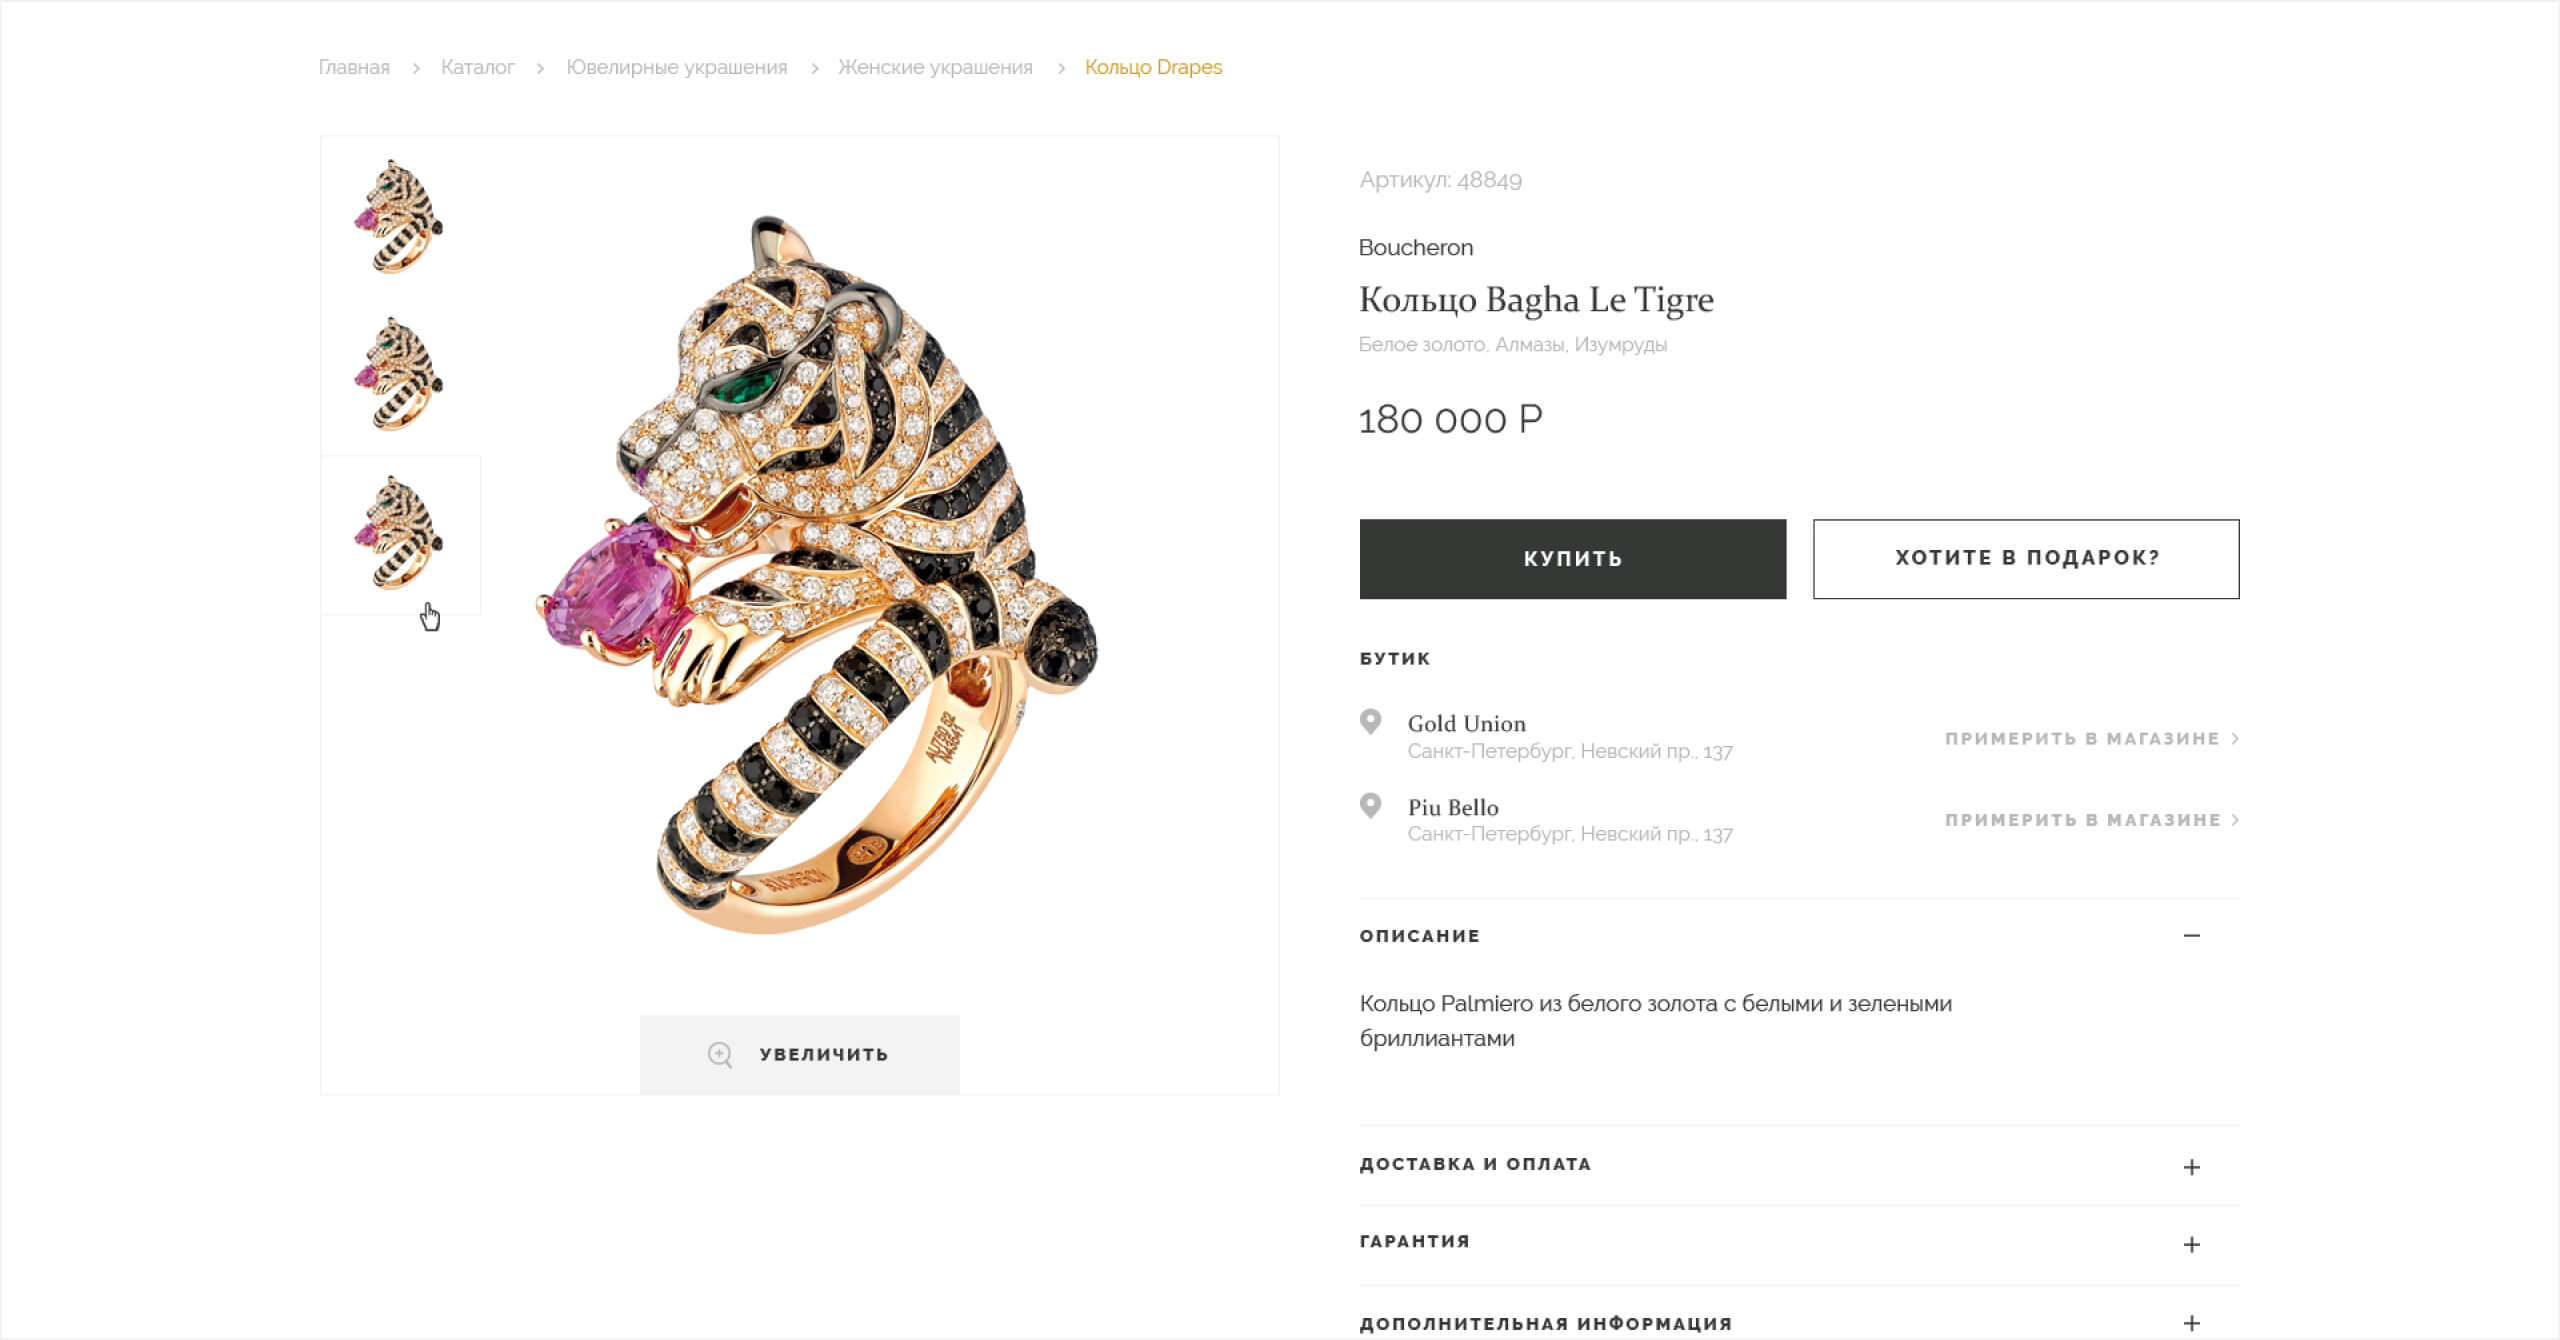 Главная > Каталог > Ювелирные украшения > Женские украшения > Кольцо Drapes
Артикул: 48849
Boucheron
Кольцо Bagha Le Tigre
Белое золото, Алмазы, Изумруды
180 000 Р
КУПИТЬ
ХОТИТЕ В ПОДАРОК?
БУТИК
Gold Union
Санкт-Петербург, Невский пр., 137
ПРИМЕРИТЬ В МАГАЗИНЕ >
Piu Bello
Санкт-Петербург, Невский пр., 137
ПРИМЕРИТЬ В МАГАЗИНЕ >
ОПИСАНИЕ
Кольцо Palmiero из белого золота с белыми и зелеными
бриллиантами
ДОСТАВКА И ОПЛАТА
ГАРАНТИЯ
ДОПОЛНИТЕЛЬНАЯ ИНФОРМАЦИЯ
BOUCHERON
УВЕЛИЧИТЬ